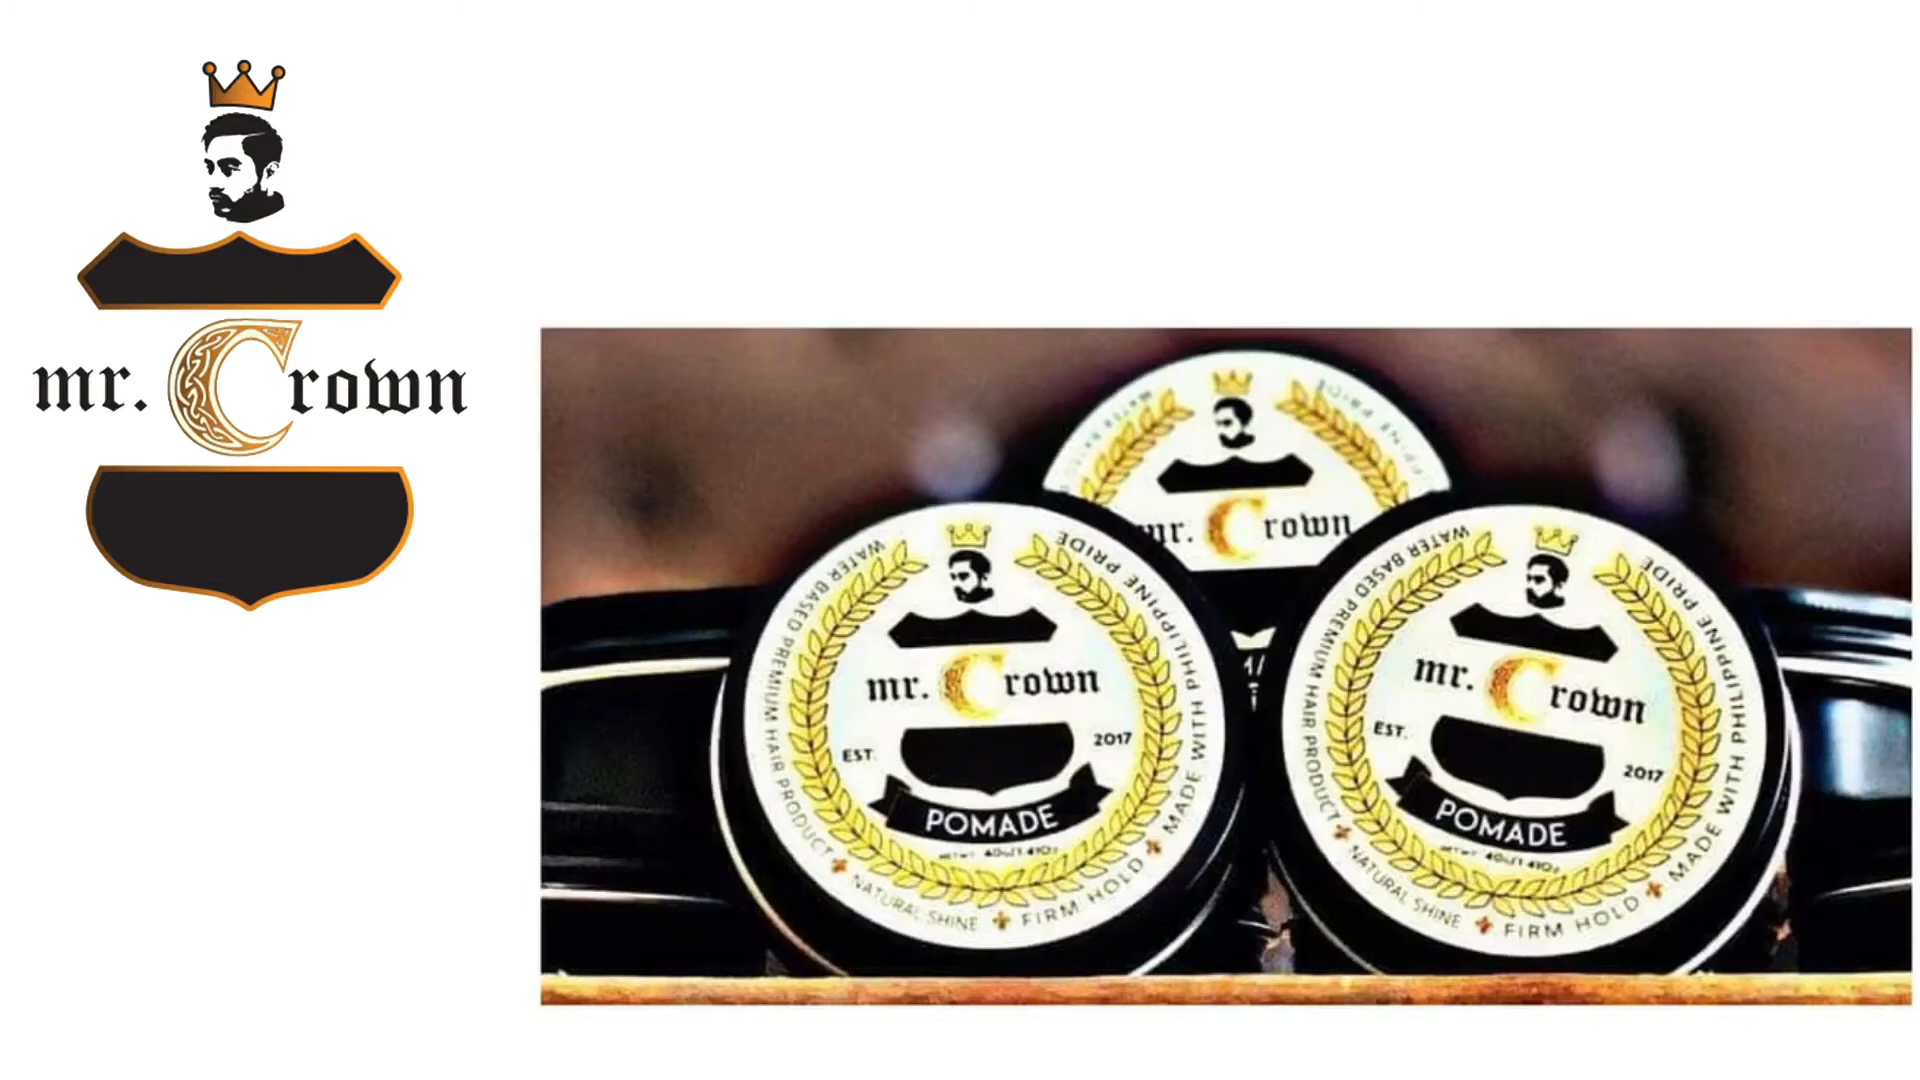 mr. Crown
mr. Crown
WATER BASED PREMIUM HAIR PRODUCT
NATURAL SHINE
FIRM HOLD
MADE WITH PHILIPPINE PRIDE
mr. Crown
EST.
2017
POMADE
WATER BASED PREMIUM HAIR PRODUCT
NATURAL SHINE
FIRM HOLD
MADE WITH PHILIPPINE PRIDE
mr. Crown
EST.
2017
POMADE